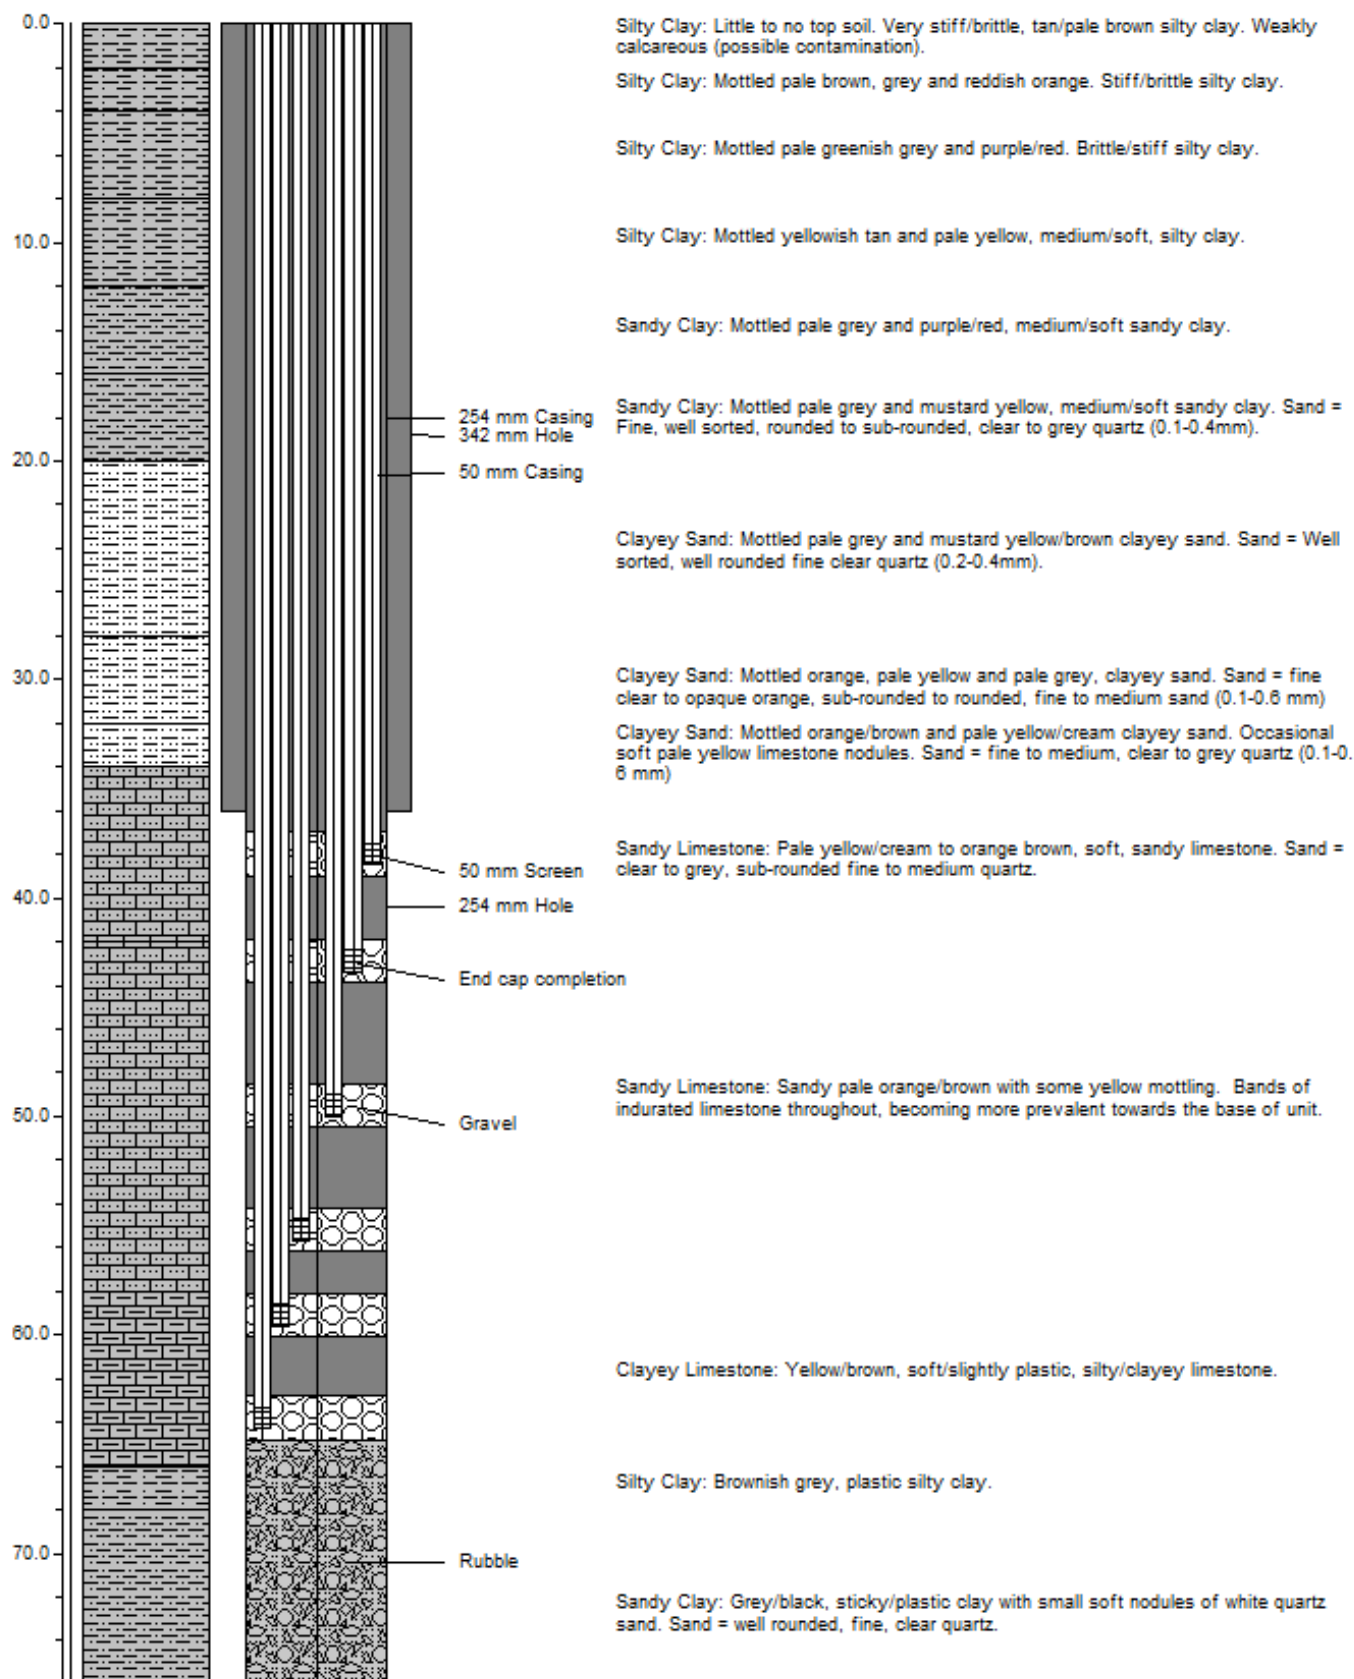 0.0
Silty Clay: Little to no top soil. Very stiff/brittle, tan/pale brown silty clay. Weakly
calcareous (possible contamination).
Silty Clay: Mottled pale brown, grey and reddish orange. Stiff/brittle silty clay.
Silty Clay: Mottled pale greenish grey and purple/red. Brittle/stiff silty clay.
10.0
Silty Clay: Mottled yellowish tan and pale yellow, medium/soft, silty clay.
Sandy Clay: Mottled pale grey and purple/red, medium/soft sandy clay.
254 mm Casing
342 mm Hole
Sandy Clay: Mottled pale grey and mustard yellow, medium/soft sandy clay. Sand =
Fine, well sorted, rounded to sub-rounded, clear to grey quartz (0.1-0.4mm).
20.0
50 mm Casing
Clayey Sand: Mottled pale grey and mustard yellow/brown clayey sand. Sand = Well
sorted, well rounded fine clear quartz (0.2-0.4mm).
30.0
Clayey Sand: Mottled orange, pale yellow and pale grey, clayey sand. Sand = fine
clear to opaque orange, sub-rounded to rounded, fine to medium sand (0.1-0.6 mm)
Clayey Sand: Mottled orange/brown and pale yellow/cream clayey sand. Occasional
soft pale yellow limestone nodules. Sand = fine to medium, clear to grey quartz (0.1-0.
6 mm)
Sandy Limestone: Pale yellow/cream to orange brown, soft, sandy limestone. Sand =
clear to grey, sub-rounded fine to medium quartz.
50 mm Screen
40.0
254 mm Hole
End cap completion
Sandy Limestone: Sandy pale orange/brown with some yellow mottling. Bands of
indurated limestone throughout, becoming more prevalent towards the base of unit.
50.0
Gravel
60.0
Clayey Limestone: Yellow/brown, soft/slightly plastic, silty/clayey limestone.
Silty Clay: Brownish grey, plastic silty clay.
70.0
Rubble
Sandy Clay: Grey/black, sticky/plastic clay with small soft nodules of white quartz
sand. Sand = well rounded, fine, clear quartz.